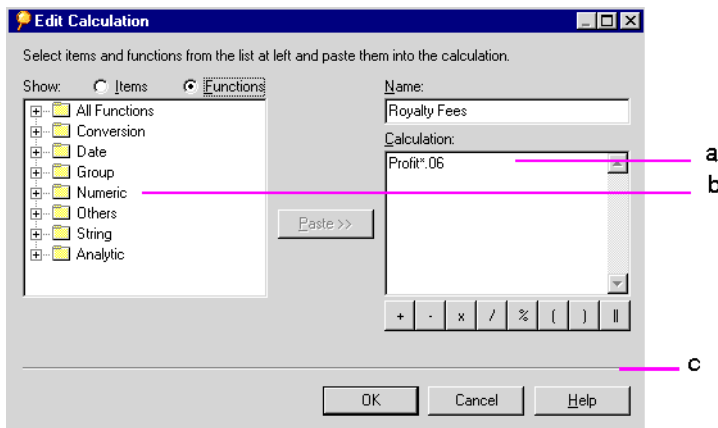 Edit Calculation
Select items and functions from the list at left and paste them into the calculation.
Show: Items Functions
All Functions
Conversion
Date
Group
Numeric
Others
String
Analytic
Paste >>
Name:
Royalty Fees
Calculation:
Profit*.06
+ - x / % ( ) ||
OK Cancel Help
a
b
c